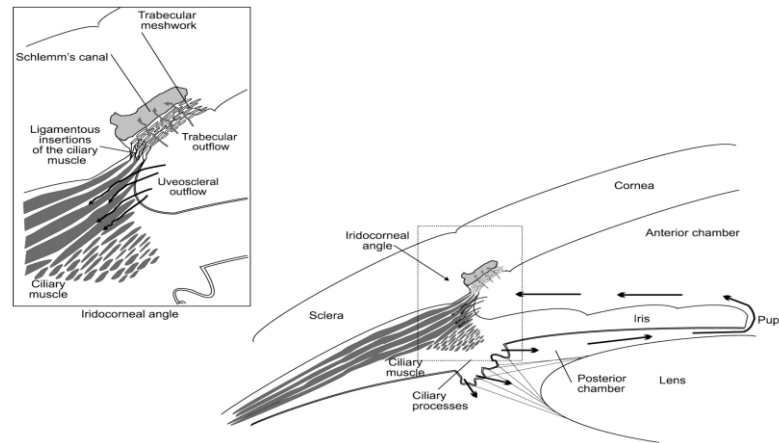 Trabecular
meshwork
Schlemm's canal
Ligamentous
insertions
of the ciliary
muscle
Trabecular
outflow
Uveoscleral
outflow
Ciliary
muscle
Iridocorneal angle
Cornea
Iridocorneal
angle
Anterior chamber
Sclera
Iris
Pup
Ciliary
muscle
Ciliary
processes
Posterior
chamber
Lens